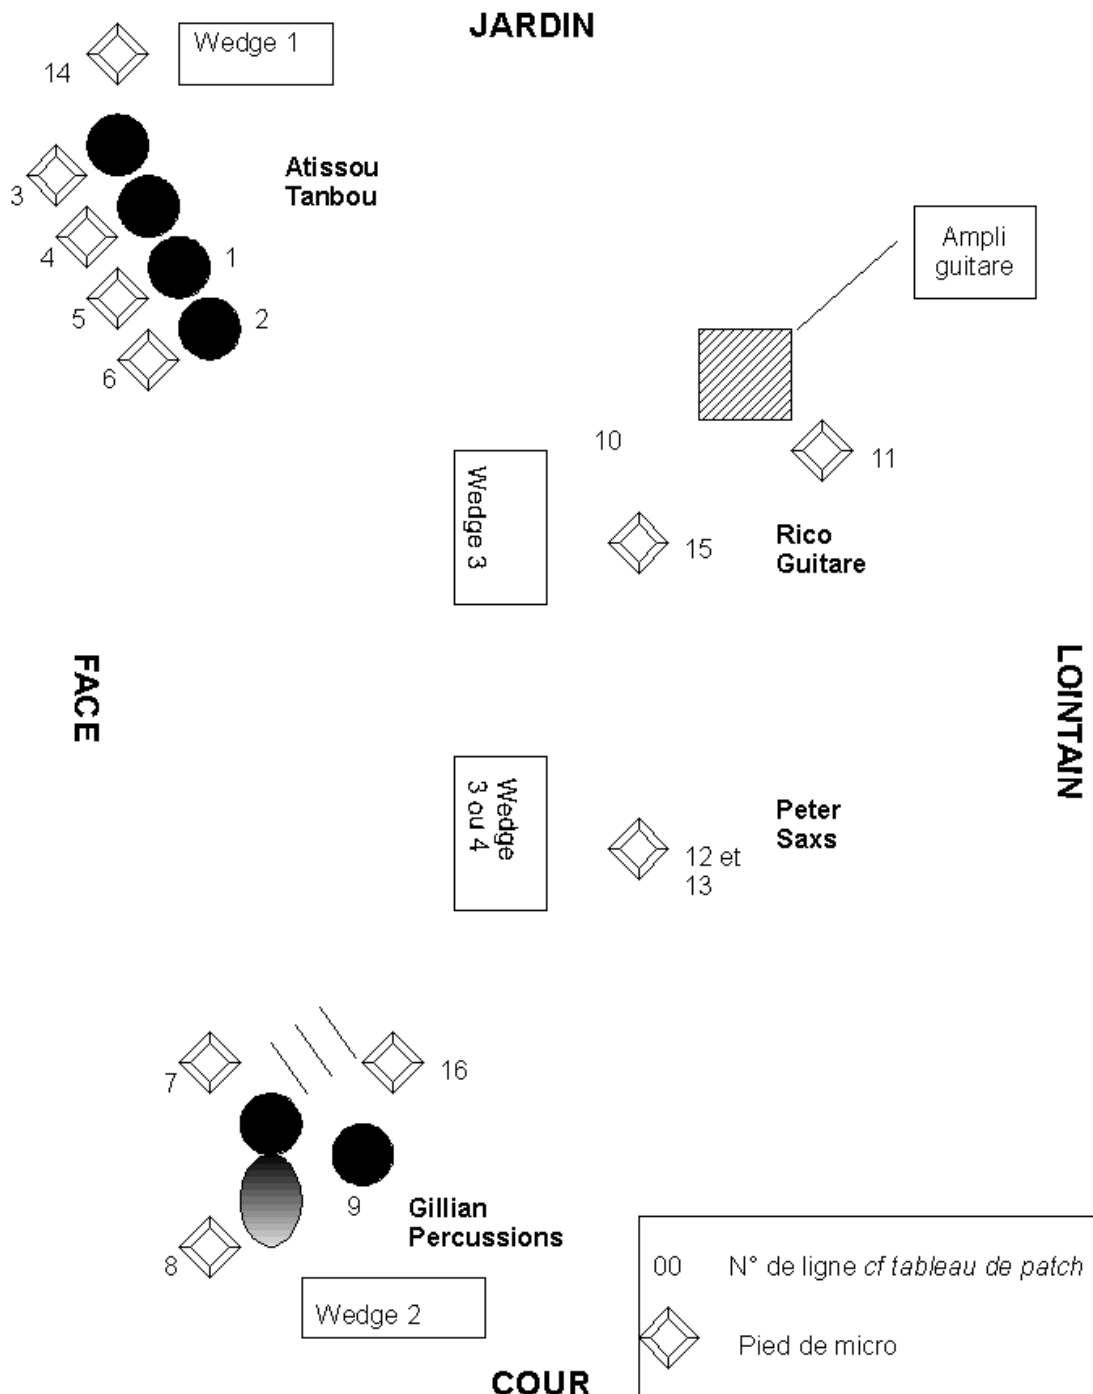 JARDIN
Wedge 1
14
3
Atissou
Tanbou
4
1
5
2
6
Ampli
guitare
10
11
Wedge 3
15
Rico
Guitare
FACE
LOINTAIN
Wedge
3 ou 4
Peter
Saxs
12 et
13
7
16
9
8
Gillian
Percussions
Wedge 2
00 N° de ligne cf tableau de patch
Pied de micro
COUR